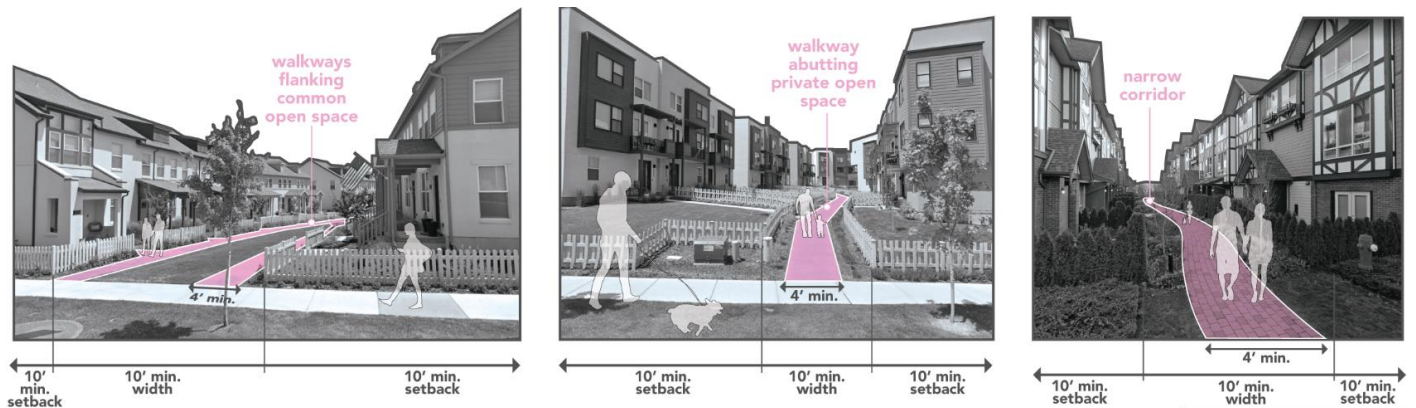 walkways
flanking
common
open space
4’ min.
10’
min.
setback
10’ min.
width
10’ min.
setback
walkway
abutting
private open
space
4’ min.
10’ min.
setback
10’ min.
width
10’ min.
setback
narrow
corridor
4’ min.
10’ min.
setback
10’ min.
width
10’ min.
setback